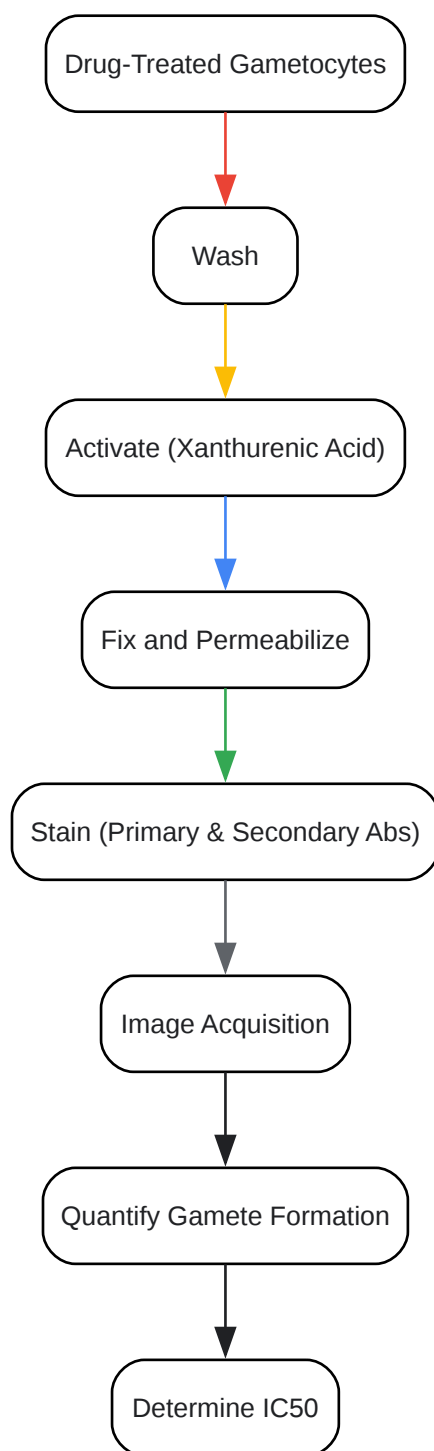 Drug-Treated Gametocytes
Wash
Activate (Xanthurenic Acid)
Fix and Permeabilize
Stain (Primary & Secondary Abs)
Image Acquisition
Quantify Gamete Formation
Determine IC50